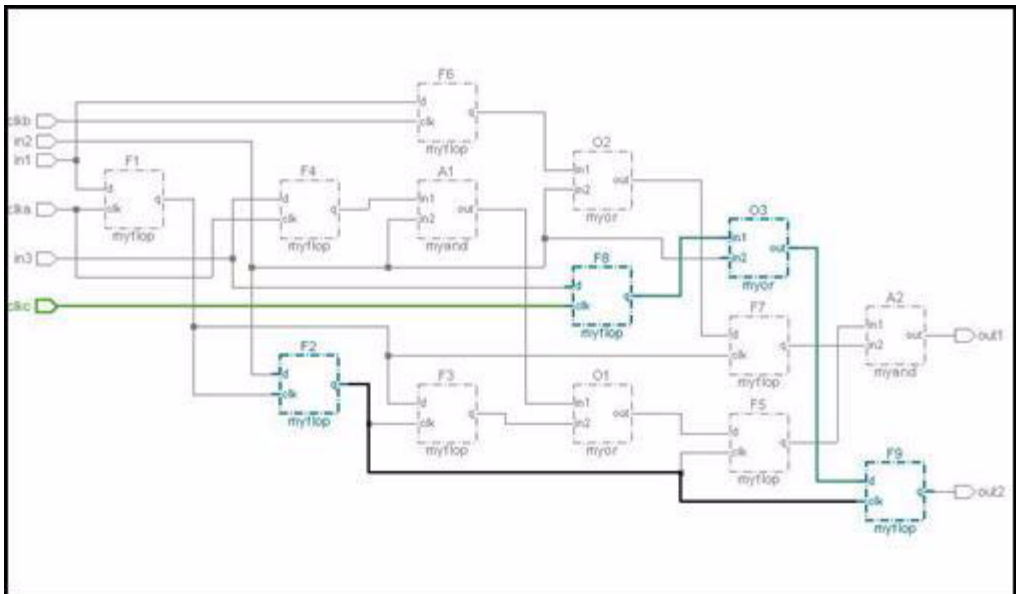 F6
d
q
clk
myflop
clkb
in2
in1
F1
d
q
clk
myflop
clka
in3
clkc
F4
d
q
clk
myflop
A1
in1
out
in2
myand
O2
in1
out
in2
myor
O3
in1
out
in2
myor
F8
d
q
clk
myflop
F7
d
q
clk
myflop
A2
in1
out
in2
myand
out1
F2
d
q
clk
myflop
F3
d
q
clk
myflop
O1
in1
out
in2
myor
F5
d
q
clk
myflop
F9
d
q
clk
myflop
out2